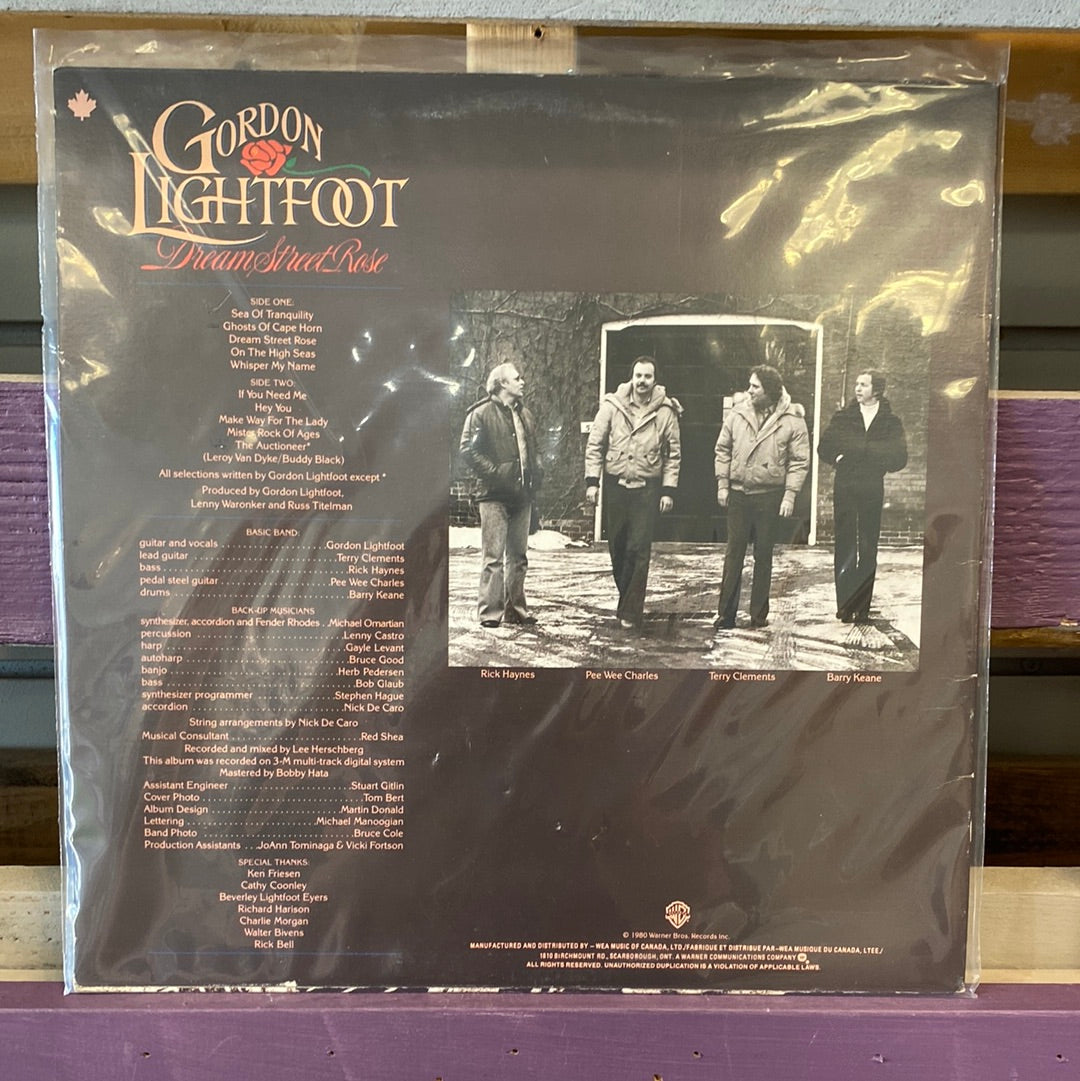 GORDON
LIGHTFOOT
Dream Street Rose
SIDE ONE:
Sea Of Tranquility
Ghosts Of Cape Horn
Dream Street Rose
On The High Seas
Whisper My Name
SIDE TWO:
If You Need Me
Hey You
Make Way For The Lady
Mister Rock Of Ages
The Auctioneer*
(Leroy Van Dyke/Buddy Black)
All selections written by Gordon Lightfoot except *
Produced by Gordon Lightfoot,
Lenny Waronker and Russ Titelman
BASIC BAND:
guitar and vocals . . . . . . . . . . . . . . . . . . . . Gordon Lightfoot
lead guitar . . . . . . . . . . . . . . . . . . . . . . . . . . Terry Clements
bass . . . . . . . . . . . . . . . . . . . . . . . . . . . . . . . . . Rick Haynes
pedal steel guitar . . . . . . . . . . . . . . . . . . . . Pee Wee Charles
drums . . . . . . . . . . . . . . . . . . . . . . . . . . . . . . . Barry Keane
BACK-UP MUSICIANS
synthesizer, accordion and Fender Rhodes . . Michael Omartian
percussion . . . . . . . . . . . . . . . . . . . . . . . . . . . Lenny Castro
harp . . . . . . . . . . . . . . . . . . . . . . . . . . . . . . . . Gayle Levant
autoharp . . . . . . . . . . . . . . . . . . . . . . . . . . . . . Bruce Good
banjo . . . . . . . . . . . . . . . . . . . . . . . . . . . . . . . Herb Pedersen
bass . . . . . . . . . . . . . . . . . . . . . . . . . . . . . . . . . Bob Glaub
synthesizer programmer . . . . . . . . . . . . . . . Stephen Hague
accordion . . . . . . . . . . . . . . . . . . . . . . . . . . . . Nick De Caro
String arrangements by Nick De Caro
Musical Consultant . . . . . . . . . . . . . . . . . . . . . . Red Shea
Recorded and mixed by Lee Herschberg
This album was recorded on 3-M multi-track digital system
Mastered by Bobby Hata
Assistant Engineer . . . . . . . . . . . . . . . . . . . . . . Stuart Gitlin
Cover Photo . . . . . . . . . . . . . . . . . . . . . . . . . . . . Tom Bert
Album Design . . . . . . . . . . . . . . . . . . . . . . . . Martin Donald
Lettering . . . . . . . . . . . . . . . . . . . . . . . . Michael Manoogian
Band Photo . . . . . . . . . . . . . . . . . . . . . . . . . . . . Bruce Cole
Production Assistants . . . JoAnn Tominaga & Vicki Fortson
SPECIAL THANKS:
Ken Friesen
Cathy Coonley
Beverley Lightfoot Eyers
Richard Harison
Charlie Morgan
Walter Bivens
Rick Bell
Rick Haynes Pee Wee Charles Terry Clements Barry Keane
© 1980 Warner Bros. Records Inc.
MANUFACTURED AND DISTRIBUTED BY – WEA MUSIC OF CANADA, LTD./FABRIQUE ET DISTRIBUE PAR–WEA MUSIQUE DU CANADA, LTEE/
1810 BIRCHMOUNT RD., SCARBOROUGH, ONT. A WARNER COMMUNICATIONS COMPANY
ALL RIGHTS RESERVED. UNAUTHORIZED DUPLICATION IS A VIOLATION OF APPLICABLE LAWS.